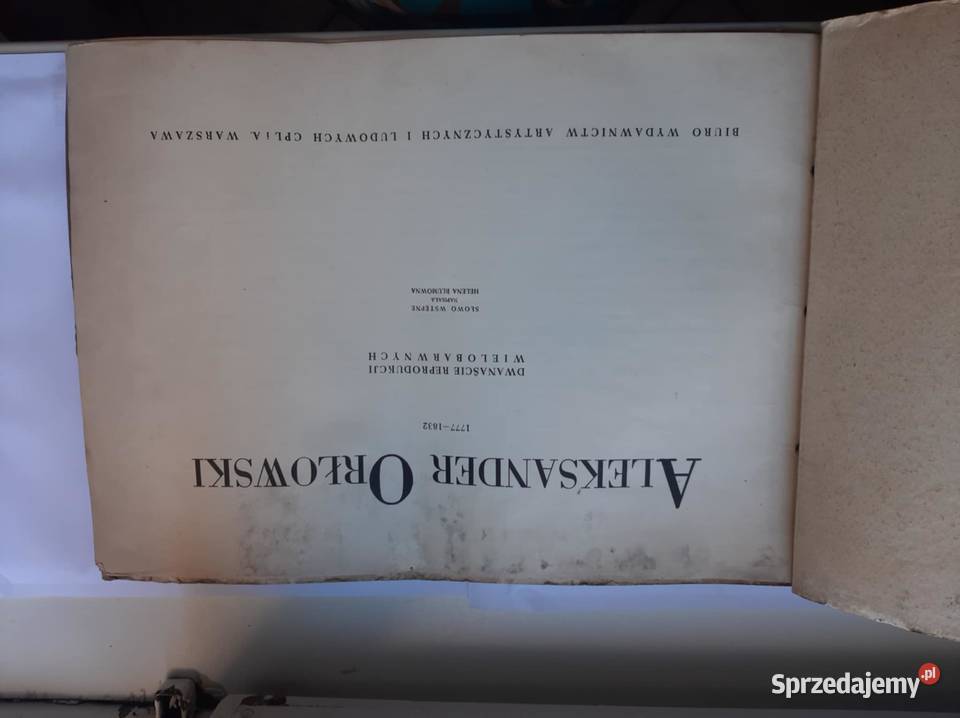 ALEKSANDER ORŁOWSKI
1777—1832
DWANAŚCIE REPRODUKCJI
WIELOBARWNYCH
SŁOWO WSTĘPNE
NAPISAŁA
HELENA BLUMÓWNA
BIURO WYDAWNICTW ARTYSTYCZNYCH I LUDOWYCH CPLiA, WARSZAWA
Sprzedajemy.pl